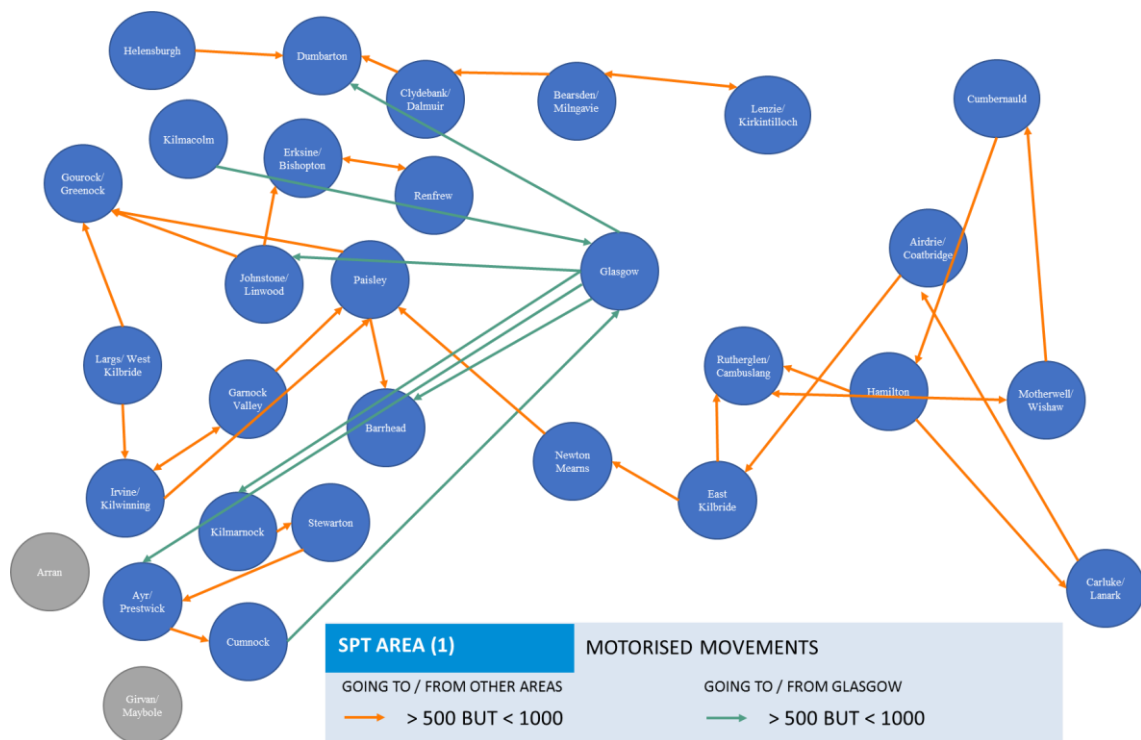 Helensburgh
Dumbarton
Clydebank/
Dalmuir
Bearsden/
Milngavie
Lenzie/
Kirkintilloch
Cumbernauld
Kilmacolm
Erksine/
Bishopton
Renfrew
Gourock/
Greenock
Johnstone/
Linwood
Paisley
Glasgow
Airdrie/
Coatbridge
Largs/ West
Kilbride
Garnock
Valley
Barrhead
Rutherglen/
Cambuslang
Hamilton
Motherwell/
Wishaw
Irvine/
Kilwinning
Newton
Mearns
East
Kilbride
Kilmarnock
Stewarton
Arran
Ayr/
Prestwick
Cumnock
Carluke/
Lanark
Girvan/
Maybole
SPT AREA (1)
MOTORISED MOVEMENTS
GOING TO / FROM OTHER AREAS
> 500 BUT < 1000
GOING TO / FROM GLASGOW
> 500 BUT < 1000